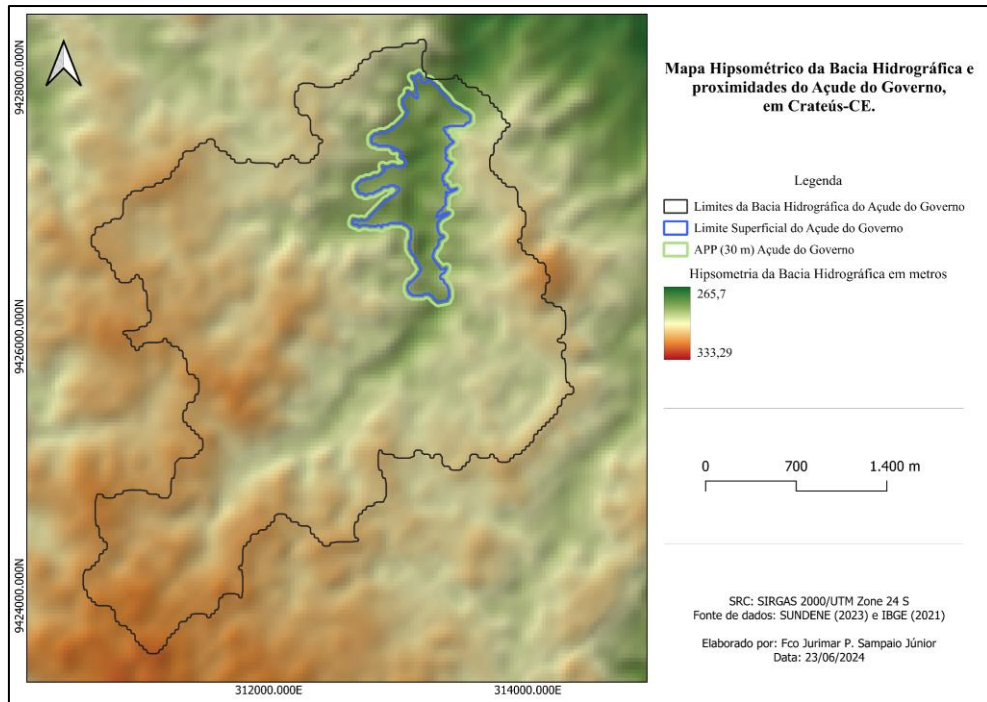 Mapa Hipsométrico da Bacia Hidrográfica e
proximidades do Açude do Governo,
em Crateús-CE.
Legenda
Limites da Bacia Hidrográfica do Açude do Governo
Limite Superficial do Açude do Governo
APP (30 m) Açude do Governo
Hipsometria da Bacia Hidrográfica em metros
265,7
333,29
0 700 1.400 m
SRC: SIRGAS 2000/UTM Zone 24 S
Fonte de dados: SUNDENE (2023) e IBGE (2021)
Elaborado por: Fco Jurimar P. Sampaio Júnior
Data: 23/06/2024
9428000.000N
9426000.000N
9424000.000N
312000.000E 314000.000E